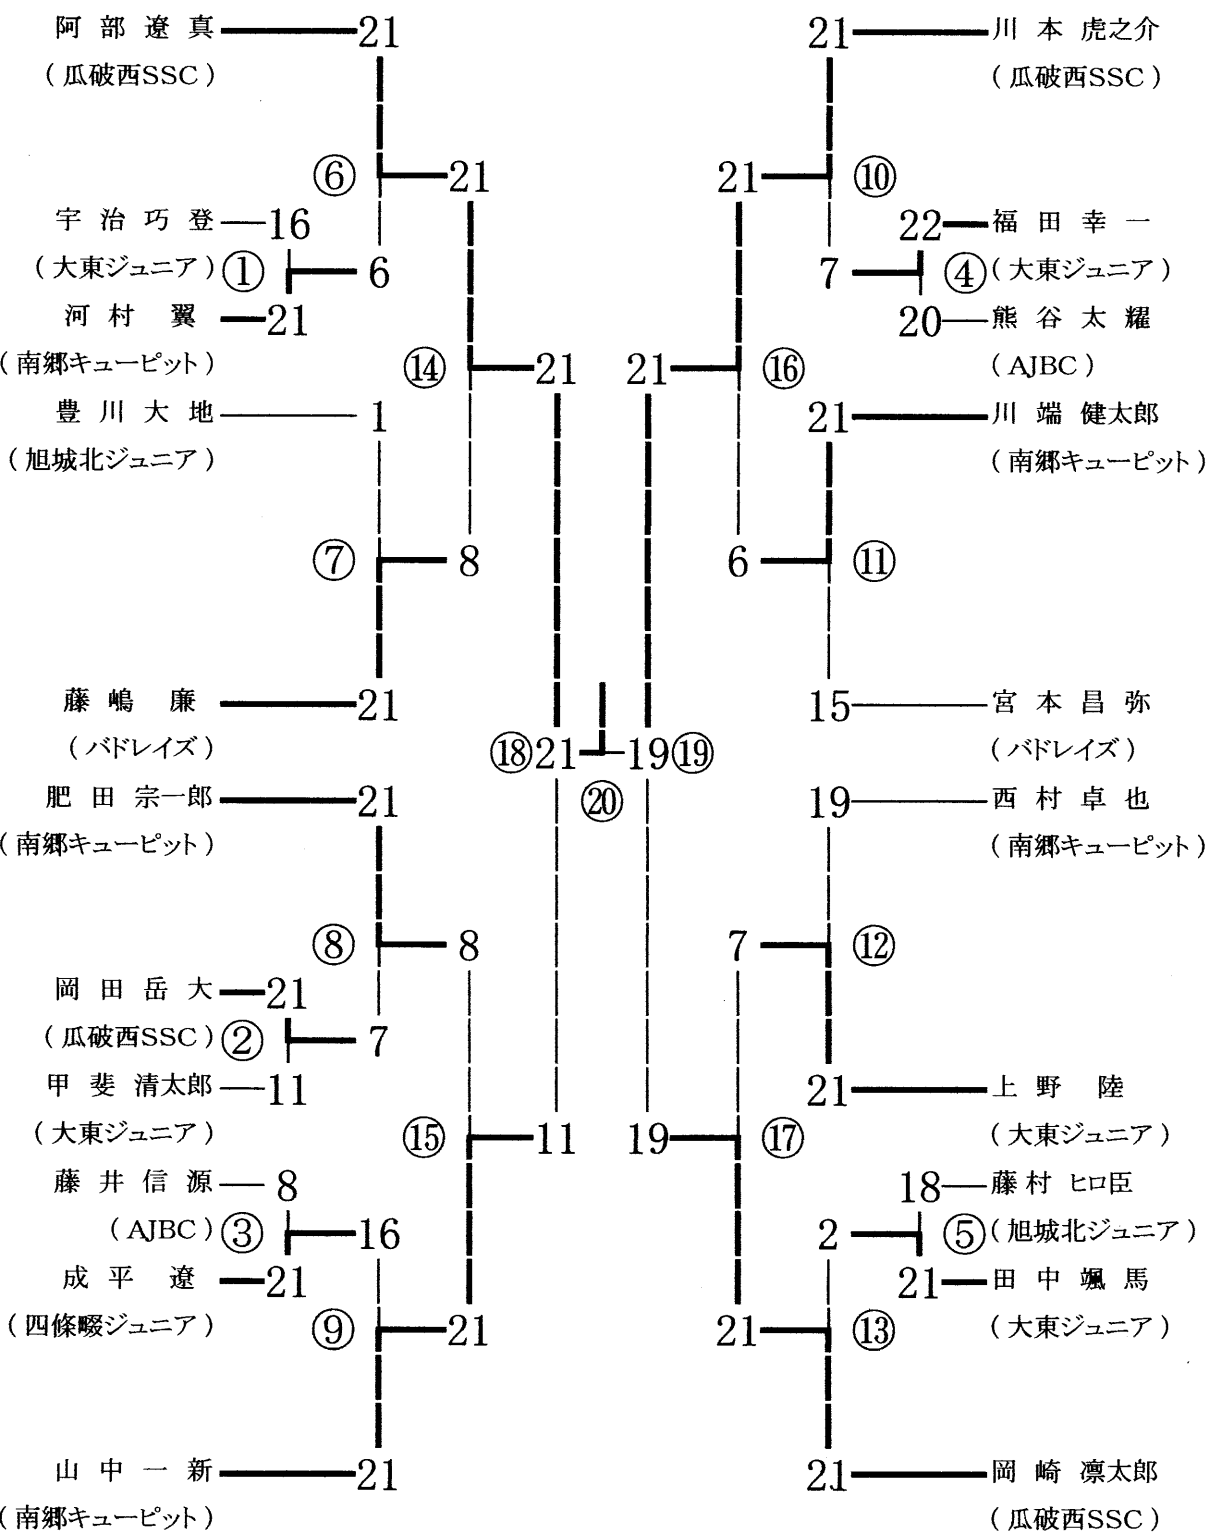 阿部遼真 21
(瓜破西SSC)
⑥ 21
宇治巧登 16
(大東ジュニア) ① 6
河村翼 21
(南郷キューピット)
⑭ 21
豊川大地 1
(旭城北ジュニア)
⑦ 8
藤嶋廉 21
(バドレイズ)
⑱ 21
肥田宗一郎 21
(南郷キューピット)
⑧ 8
岡田岳大 21
(瓜破西SSC) ② 7
甲斐清太郎 11
(大東ジュニア)
⑮ 11
藤井信源 8
(AJBC) ③ 16
成平遼 21
(四條畷ジュニア)
⑨ 21
山中一新 21
(南郷キューピット)
⑳
21 川本虎之介
(瓜破西SSC)
21 ⑩
22 福田幸一
7 ④ (大東ジュニア)
20 熊谷太耀
(AJBC)
21 ⑯
21 川端健太郎
(南郷キューピット)
6 ⑪
15 宮本昌弥
(バドレイズ)
19 ⑲
19 西村卓也
(南郷キューピット)
7 ⑫
21 上野陸
(大東ジュニア)
19 ⑰
18 藤村ヒロ臣
2 ⑤ (旭城北ジュニア)
21 田中颯馬
(大東ジュニア)
21 ⑬
21 岡崎凛太郎
(瓜破西SSC)